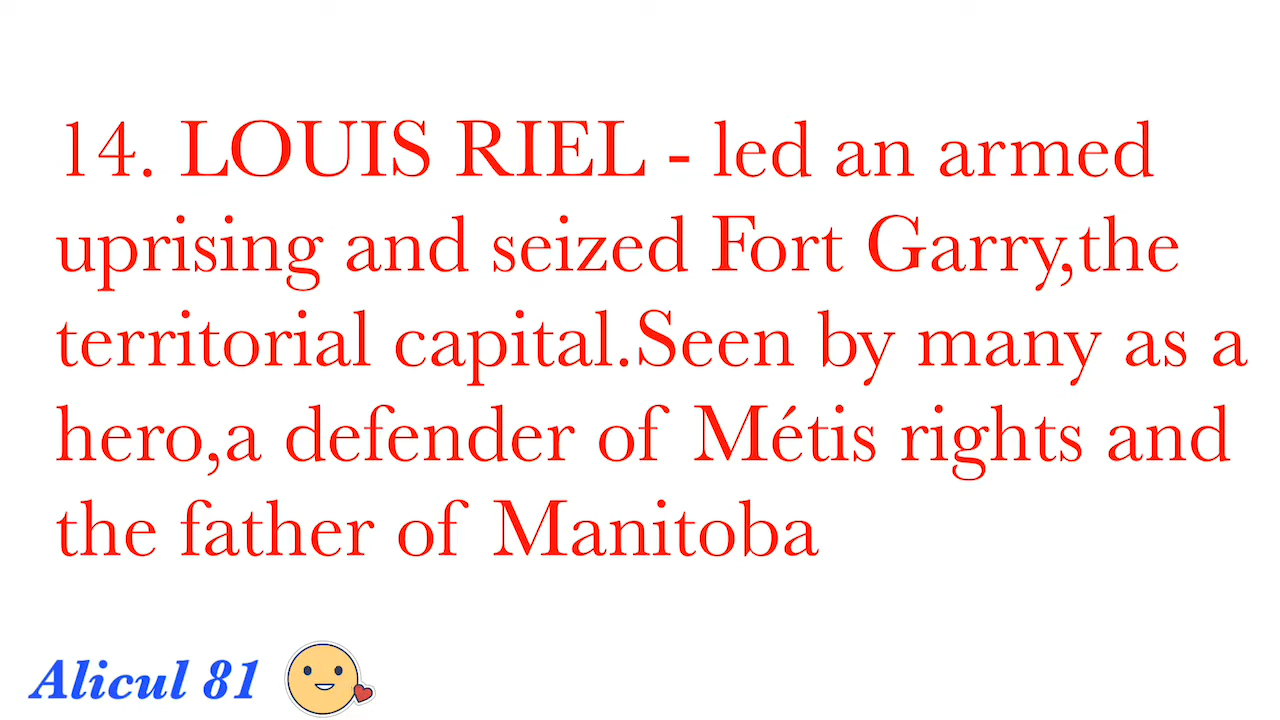 14. LOUIS RIEL - led an armed
uprising and seized Fort Garry,the
territorial capital.Seen by many as a
hero,a defender of Métis rights and
the father of Manitoba
Alicul 81